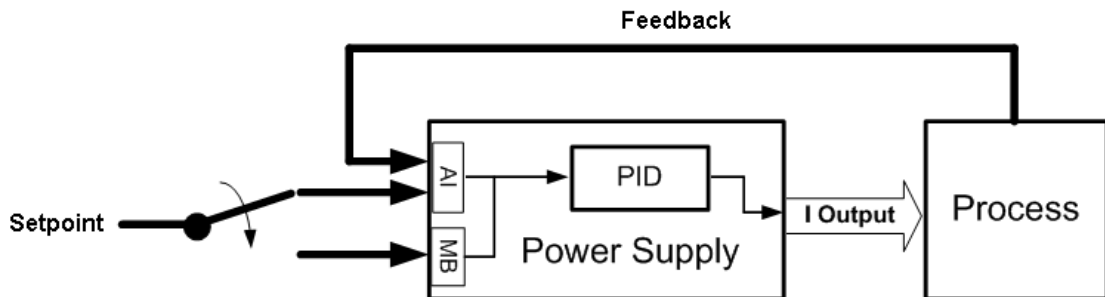 Feedback
AI
PID
Setpoint
I Output
Process
MB
Power Supply